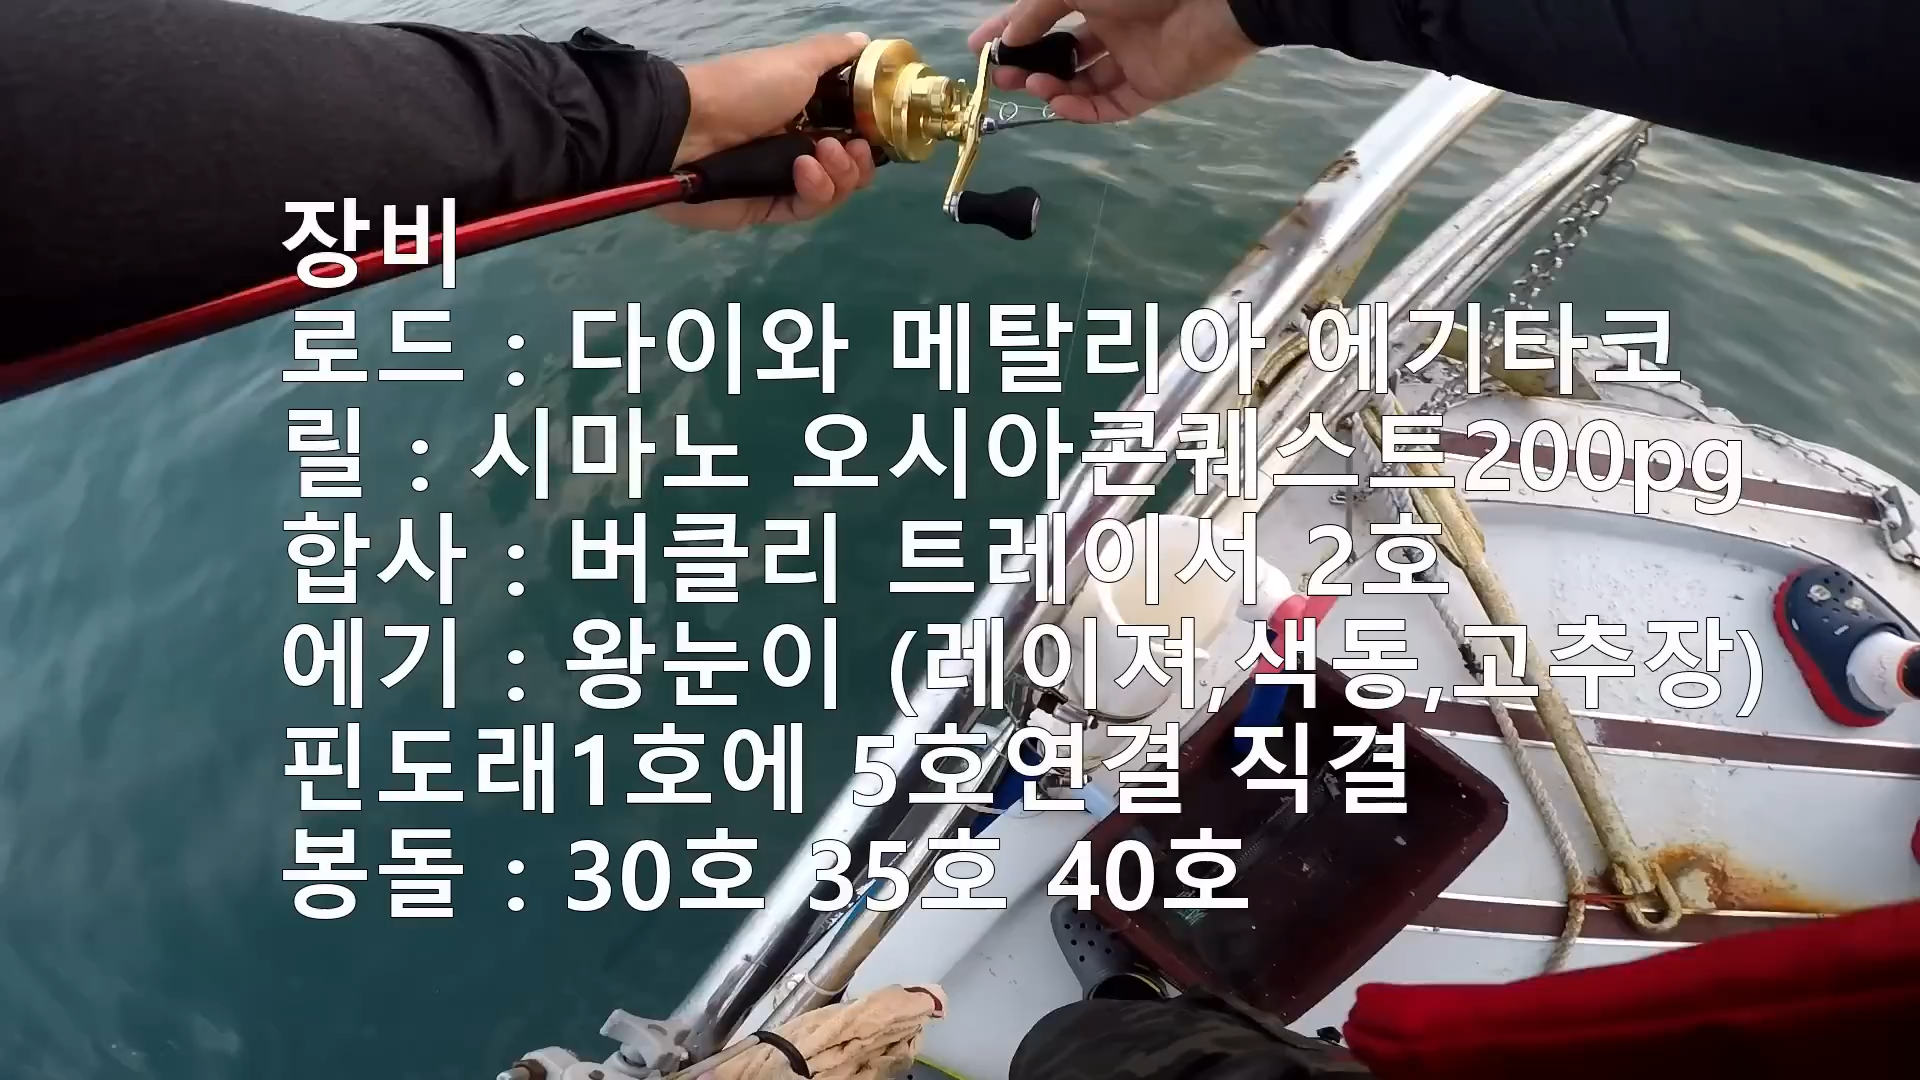 장비
로드 : 다이와 메탈리아 에기타코
릴 : 시마노 오시아콘퀘스트200pg
합사 : 버클리 트레이서 2호
에기 : 왕눈이 (레이져,색동,고추장)
핀도래1호에 5호연결 직결
봉돌 : 30호 35호 40호